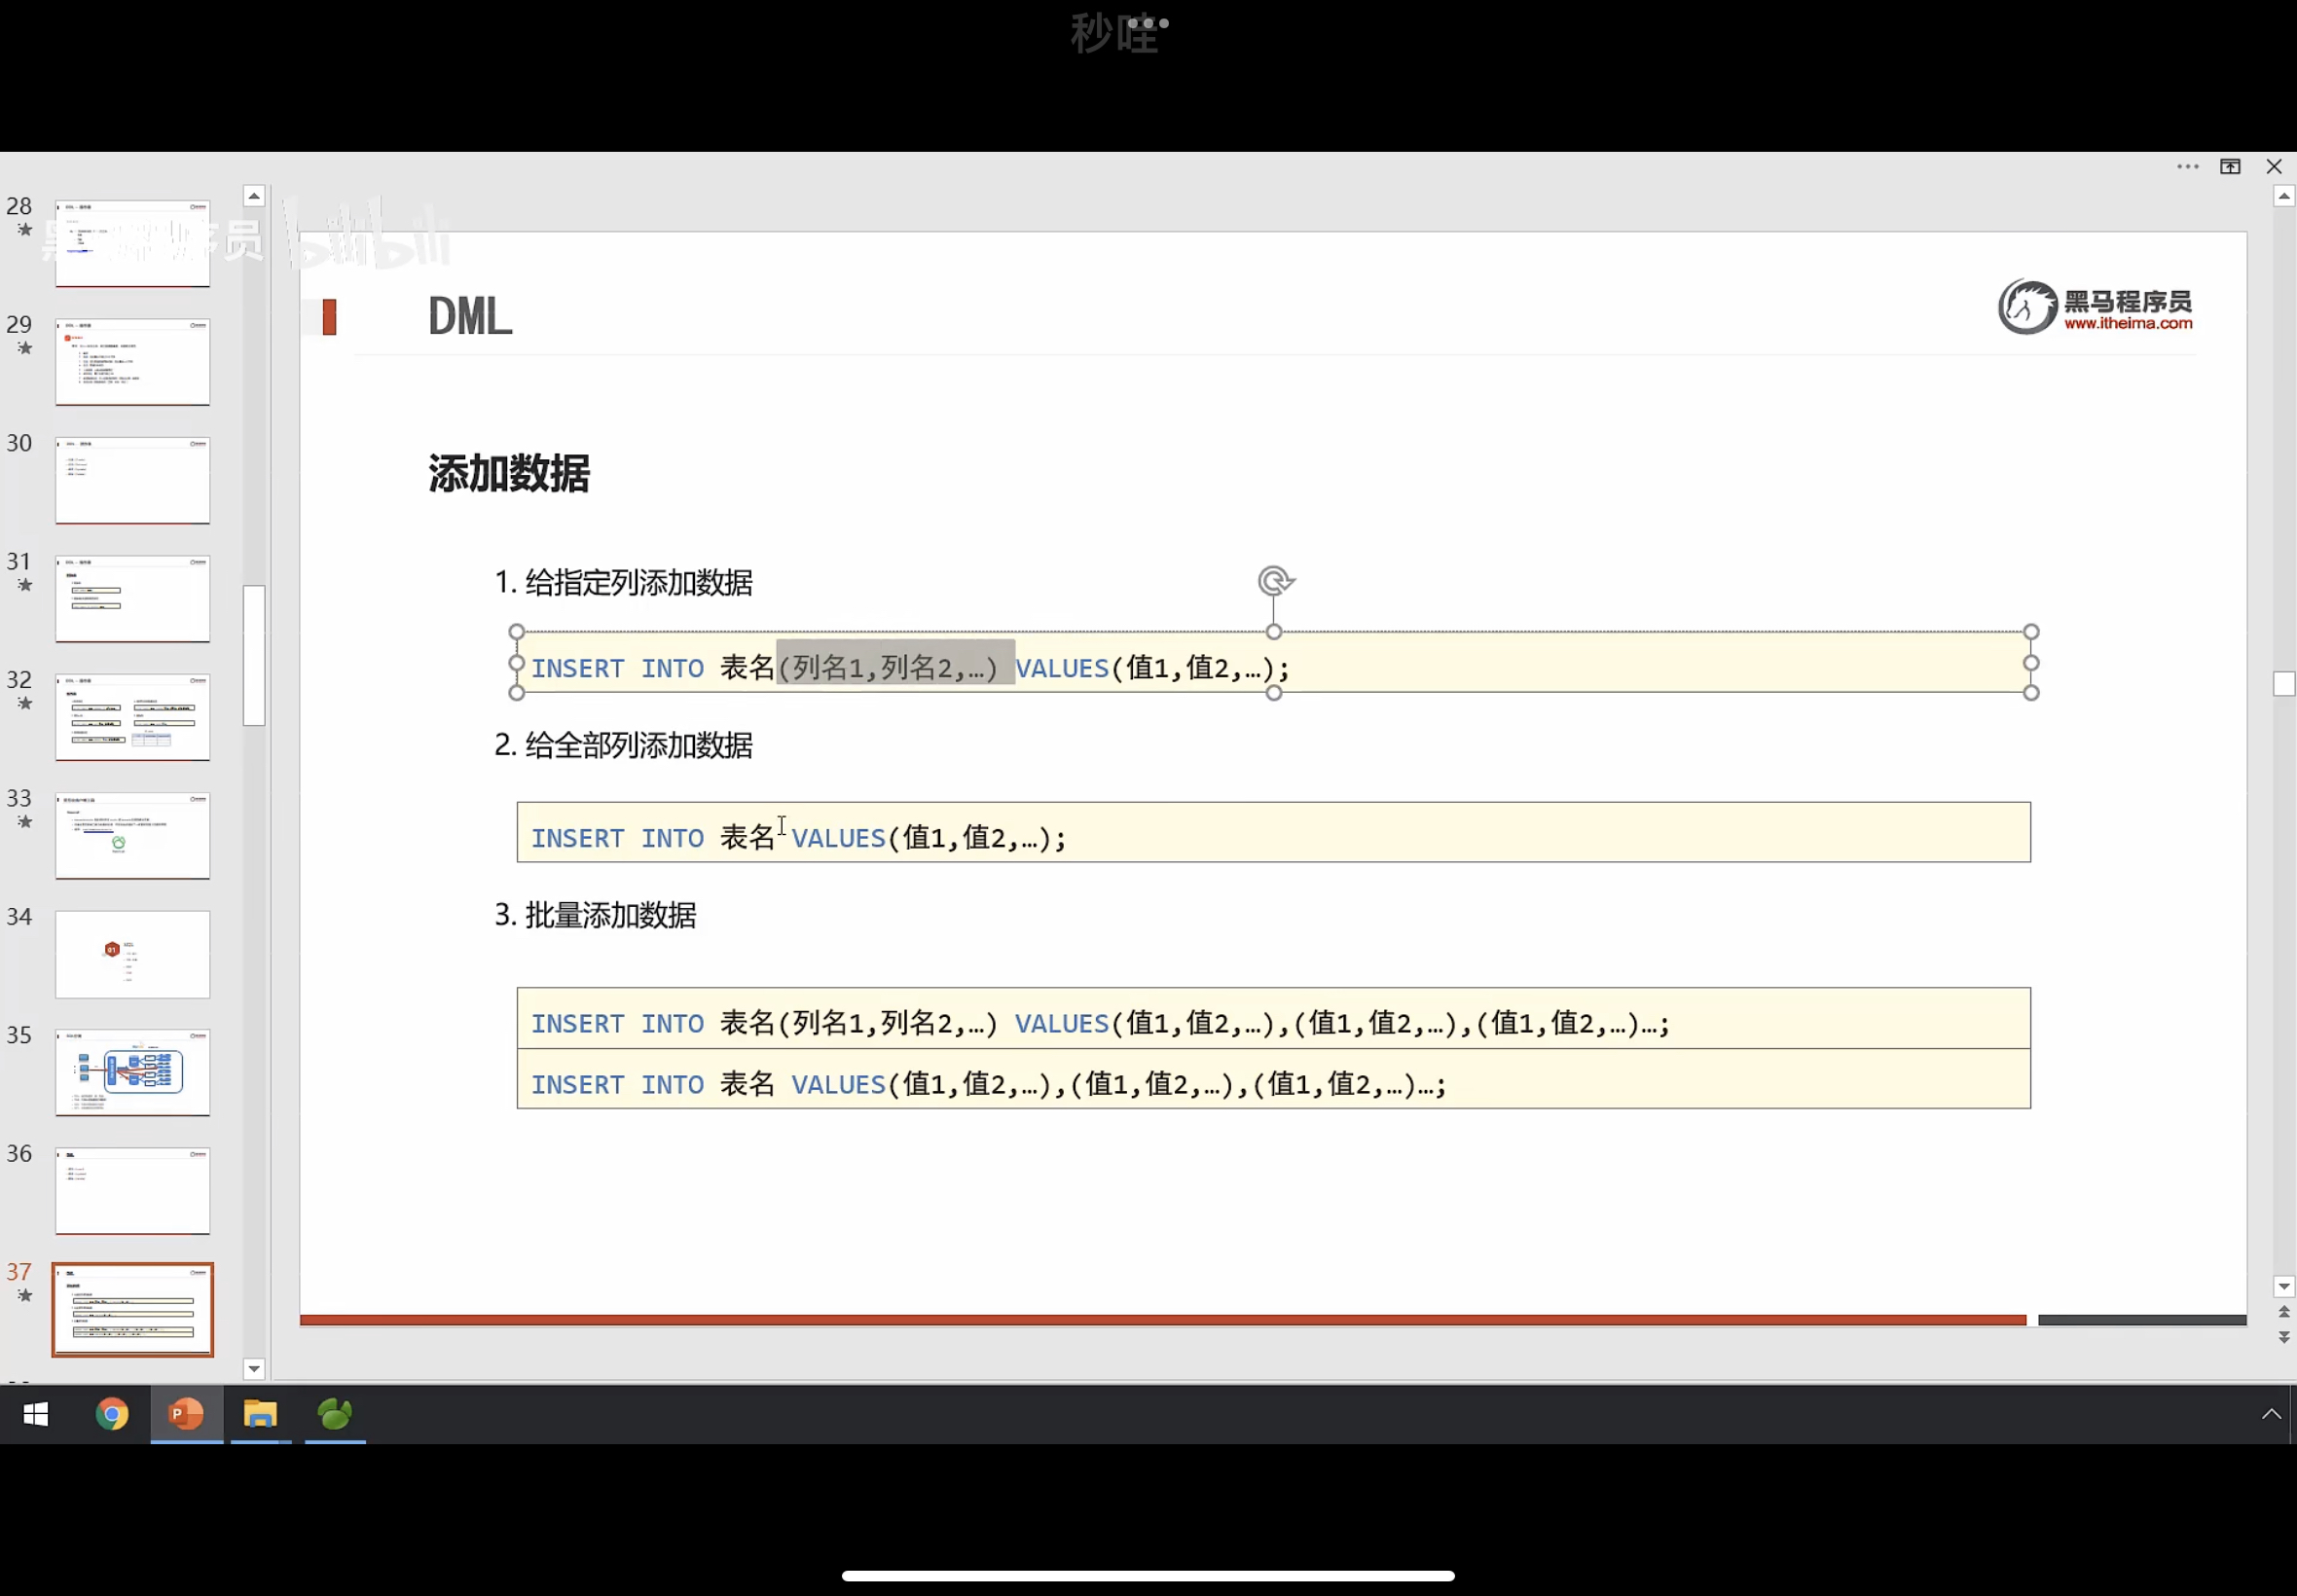 秒哇
28
29
30
31
32
33
34
35
36
37
bilibili
DML
黑马程序员
www.itheima.com
添加数据
1. 给指定列添加数据
INSERT INTO 表名(列名1,列名2,…) VALUES(值1,值2,…);
2. 给全部列添加数据
INSERT INTO 表名 VALUES(值1,值2,…);
3. 批量添加数据
INSERT INTO 表名(列名1,列名2,…) VALUES(值1,值2,…),(值1,值2,…),(值1,值2,…)…;
INSERT INTO 表名 VALUES(值1,值2,…),(值1,值2,…),(值1,值2,…)…;